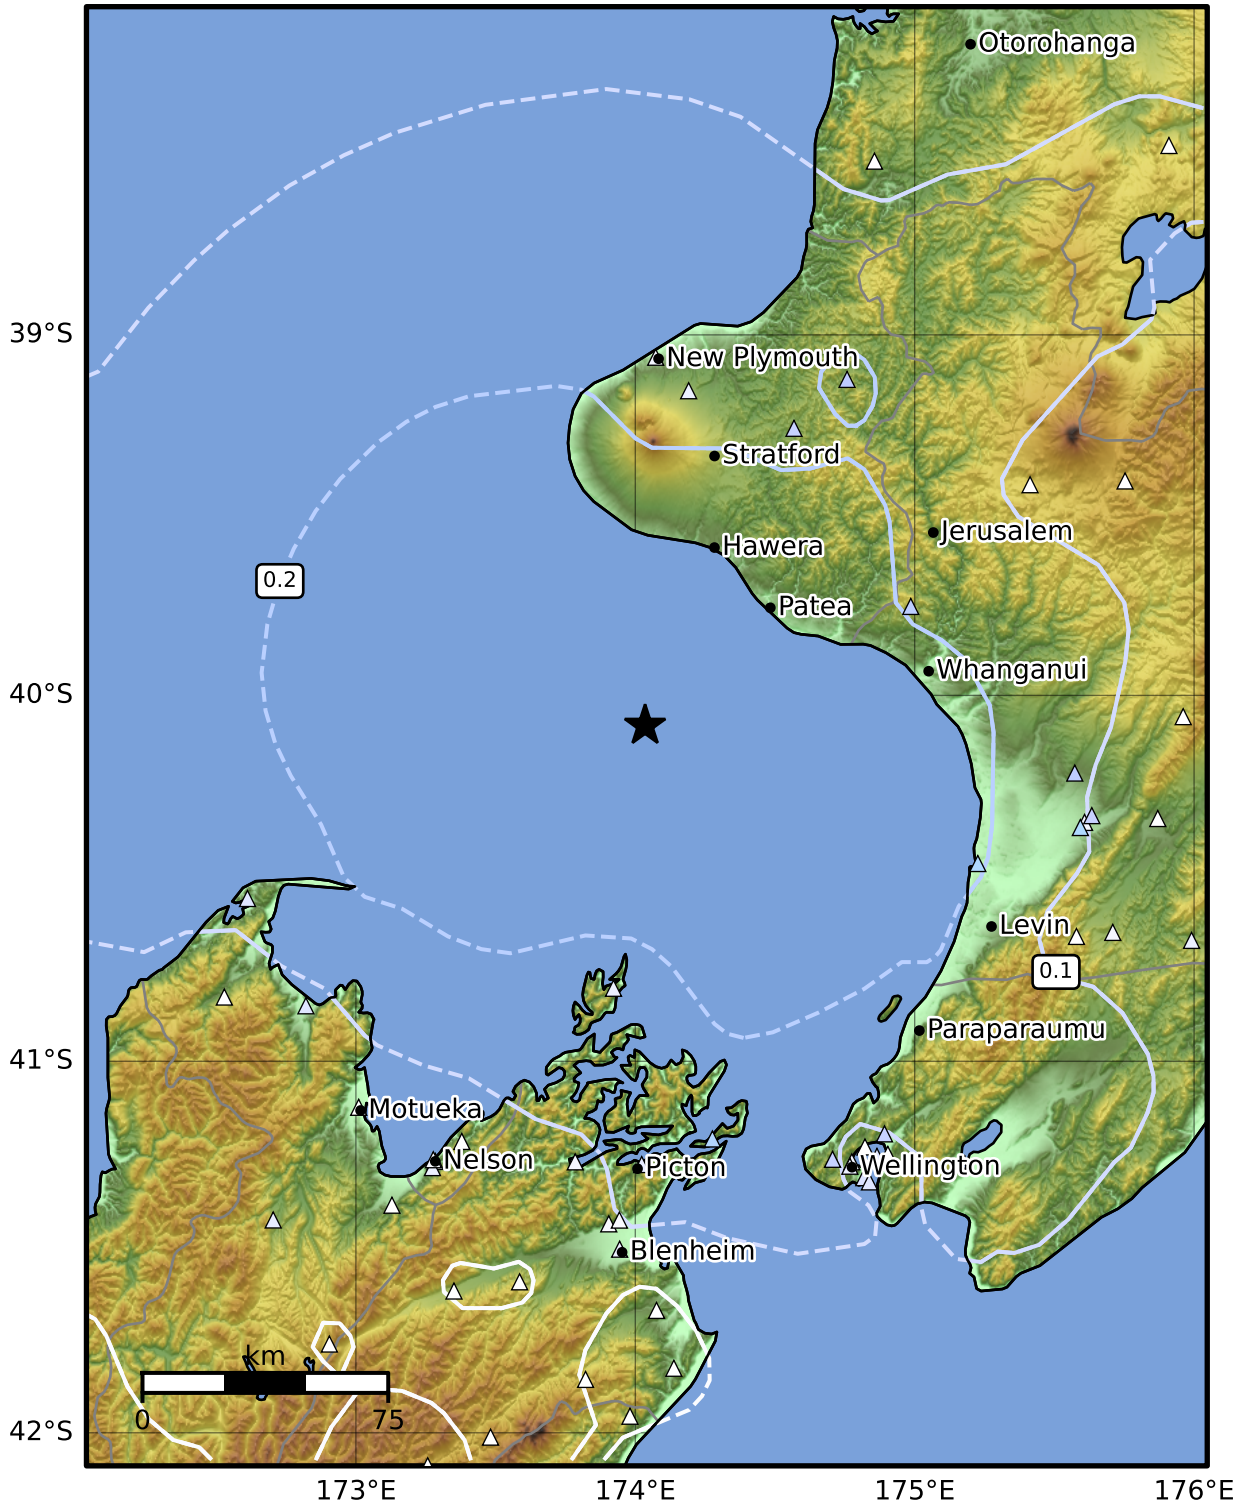 Otorohanga
39°S
New Plymouth
Stratford
Jerusalem
Hawera
0.2
Patea
Whanganui
40°S
Levin
0.1
Paraparaumu
41°S
Motueka
Nelson
Picton
Wellington
Blenheim
km
0 75
42°S
173°E 174°E 175°E 176°E